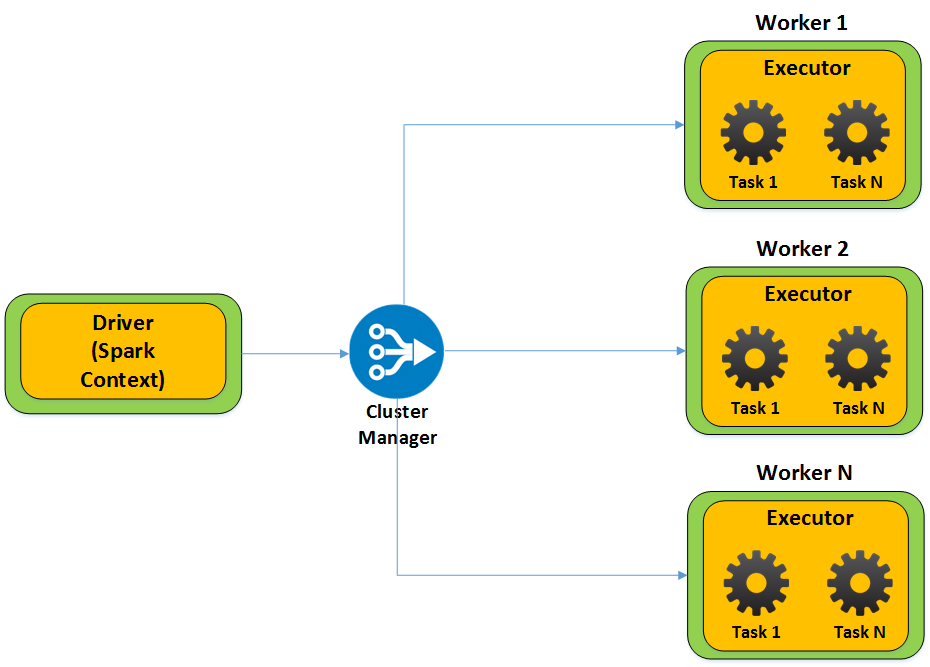 Worker 1
Executor
Task 1
Task N
Worker 2
Executor
Task 1
Task N
Driver
(Spark
Context)
Cluster
Manager
Worker N
Executor
Task 1
Task N